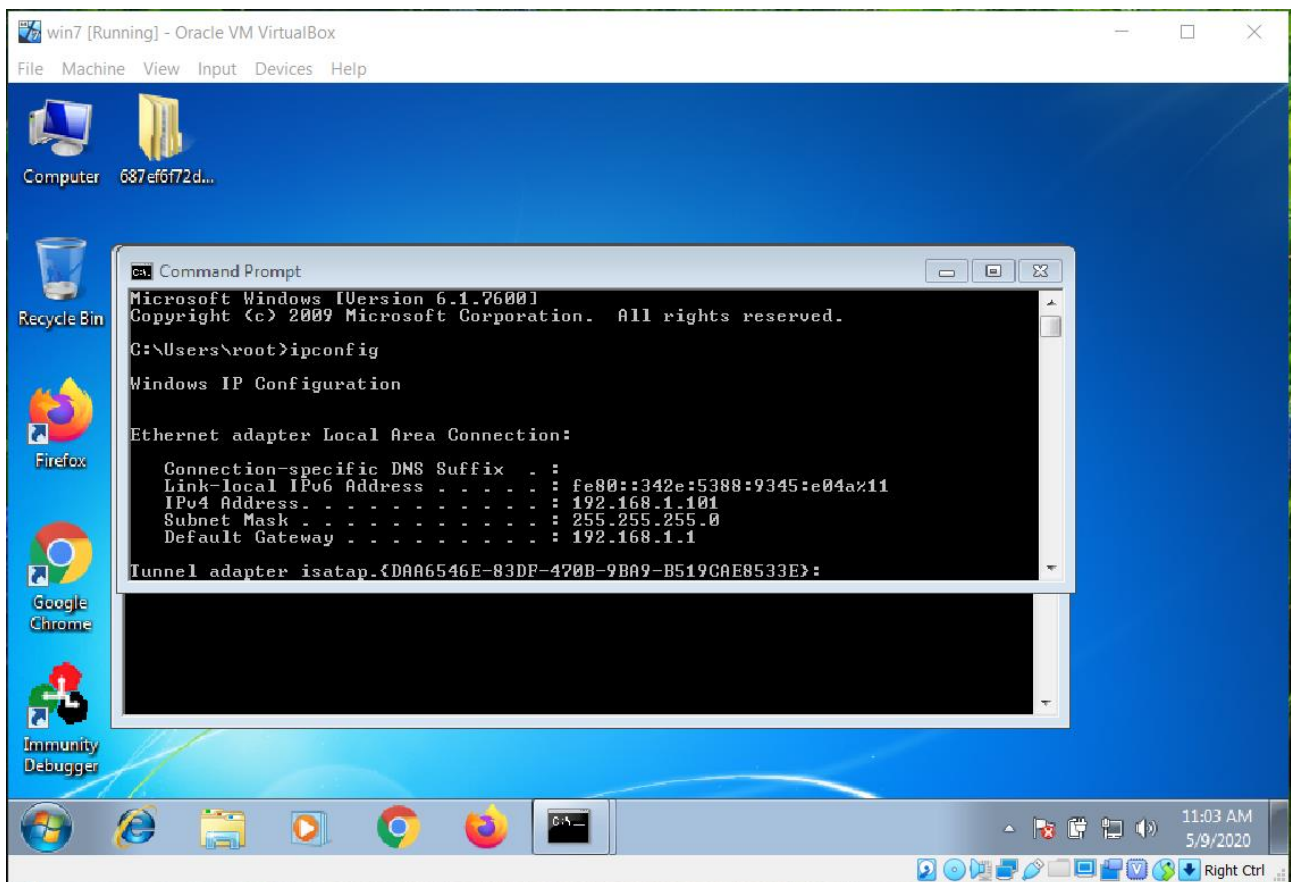 win7 [Running] - Oracle VM VirtualBox
File Machine View Input Devices Help
Computer
687ef6f72d...
Recycle Bin
Firefox
Google
Chrome
Immunity
Debugger
Command Prompt
Microsoft Windows [Version 6.1.7600]
Copyright (c) 2009 Microsoft Corporation.  All rights reserved.
C:\Users\root>ipconfig
Windows IP Configuration
Ethernet adapter Local Area Connection:
Connection-specific DNS Suffix  . :
Link-local IPv6 Address . . . . . : fe80::342e:5388:9345:e04a%11
IPv4 Address. . . . . . . . . . . : 192.168.1.101
Subnet Mask . . . . . . . . . . . : 255.255.255.0
Default Gateway . . . . . . . . . : 192.168.1.1
Tunnel adapter isatap.{DAA6546E-83DF-470B-9BA9-B519CAE8533E}:
11:03 AM
5/9/2020
Right Ctrl